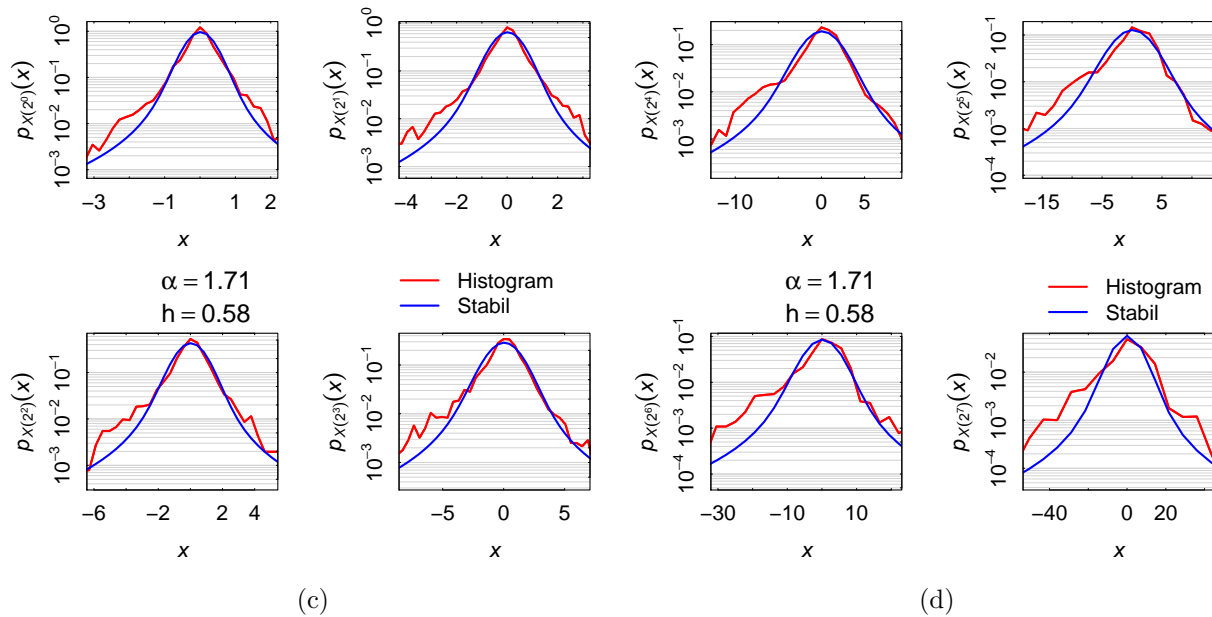 p_{X(2^0)}(x)
10^0
10^{-1}
10^{-2}
10^{-3}
−3 −1 1 2
x
p_{X(2^1)}(x)
10^0
10^{-1}
10^{-2}
10^{-3}
−4 −2 0 2
x
p_{X(2^4)}(x)
10^{-1}
10^{-2}
10^{-3}
−10 0 5
x
p_{X(2^5)}(x)
10^{-1}
10^{-2}
10^{-3}
10^{-4}
−15 −5 5
x
α = 1.71
h = 0.58
Histogram
Stabil
α = 1.71
h = 0.58
Histogram
Stabil
p_{X(2^2)}(x)
10^{-1}
10^{-2}
10^{-3}
−6 −2 2 4
x
p_{X(2^3)}(x)
10^{-1}
10^{-2}
10^{-3}
−5 0 5
x
p_{X(2^6)}(x)
10^{-1}
10^{-2}
10^{-3}
10^{-4}
−30 −10 10
x
p_{X(2^7)}(x)
10^{-2}
10^{-3}
10^{-4}
−40 0 20
x
(c)
(d)